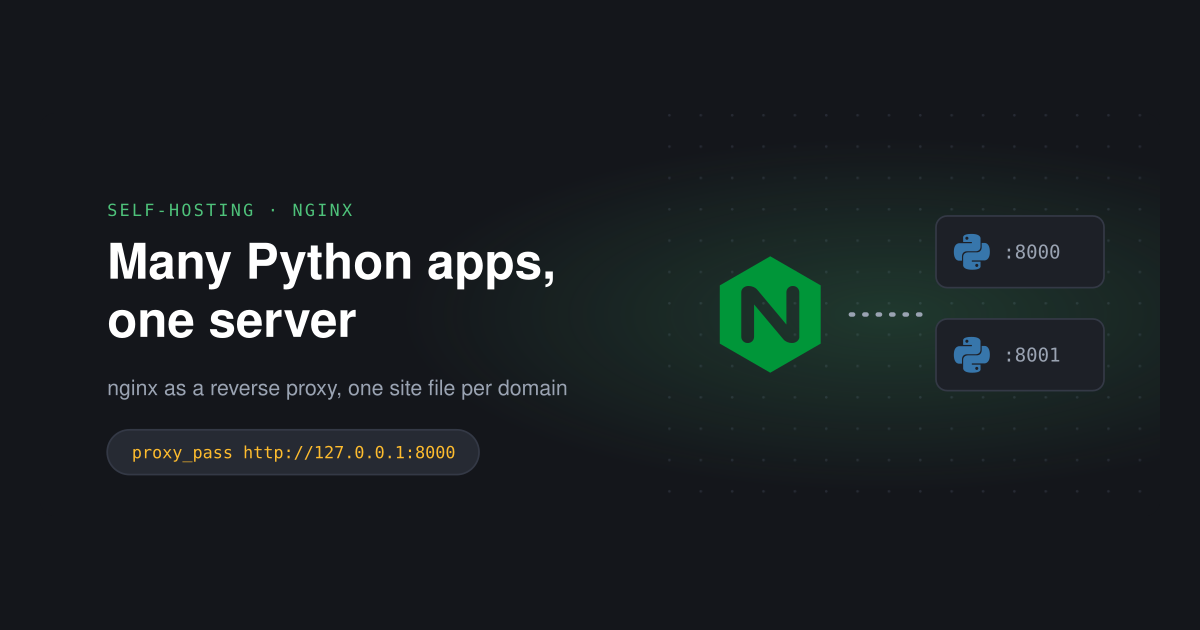 SELF-HOSTING · NGINX
Many Python apps,
one server
nginx as a reverse proxy, one site file per domain
proxy_pass http://127.0.0.1:8000
N
:8000
:8001